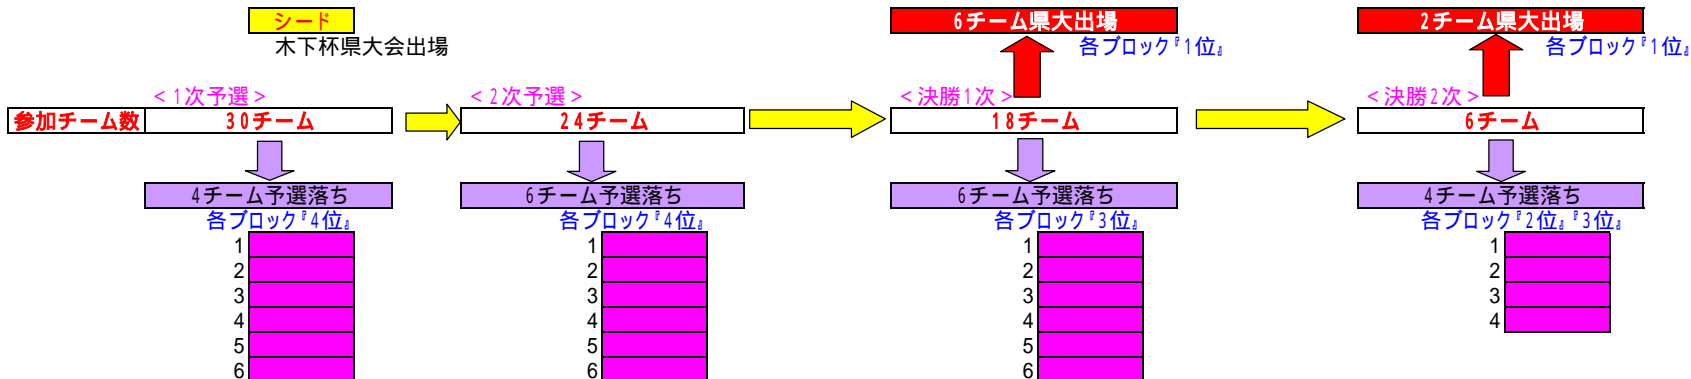 シード
6チーム県大出場
2チーム県大出場
木下杯県大会出場
各ブロック『1位』
各ブロック『1位』
＜1次予選＞
＜2次予選＞
＜決勝1次＞
＜決勝2次＞
参加チーム数
30チーム
24チーム
18チーム
6チーム
4チーム予選落ち
6チーム予選落ち
6チーム予選落ち
4チーム予選落ち
各ブロック『4位』
各ブロック『4位』
各ブロック『3位』
各ブロック『2位』『3位』
1 1 1 1
2 2 2 2
3 3 3 3
4 4 4 4
5 5 5
6 6 6